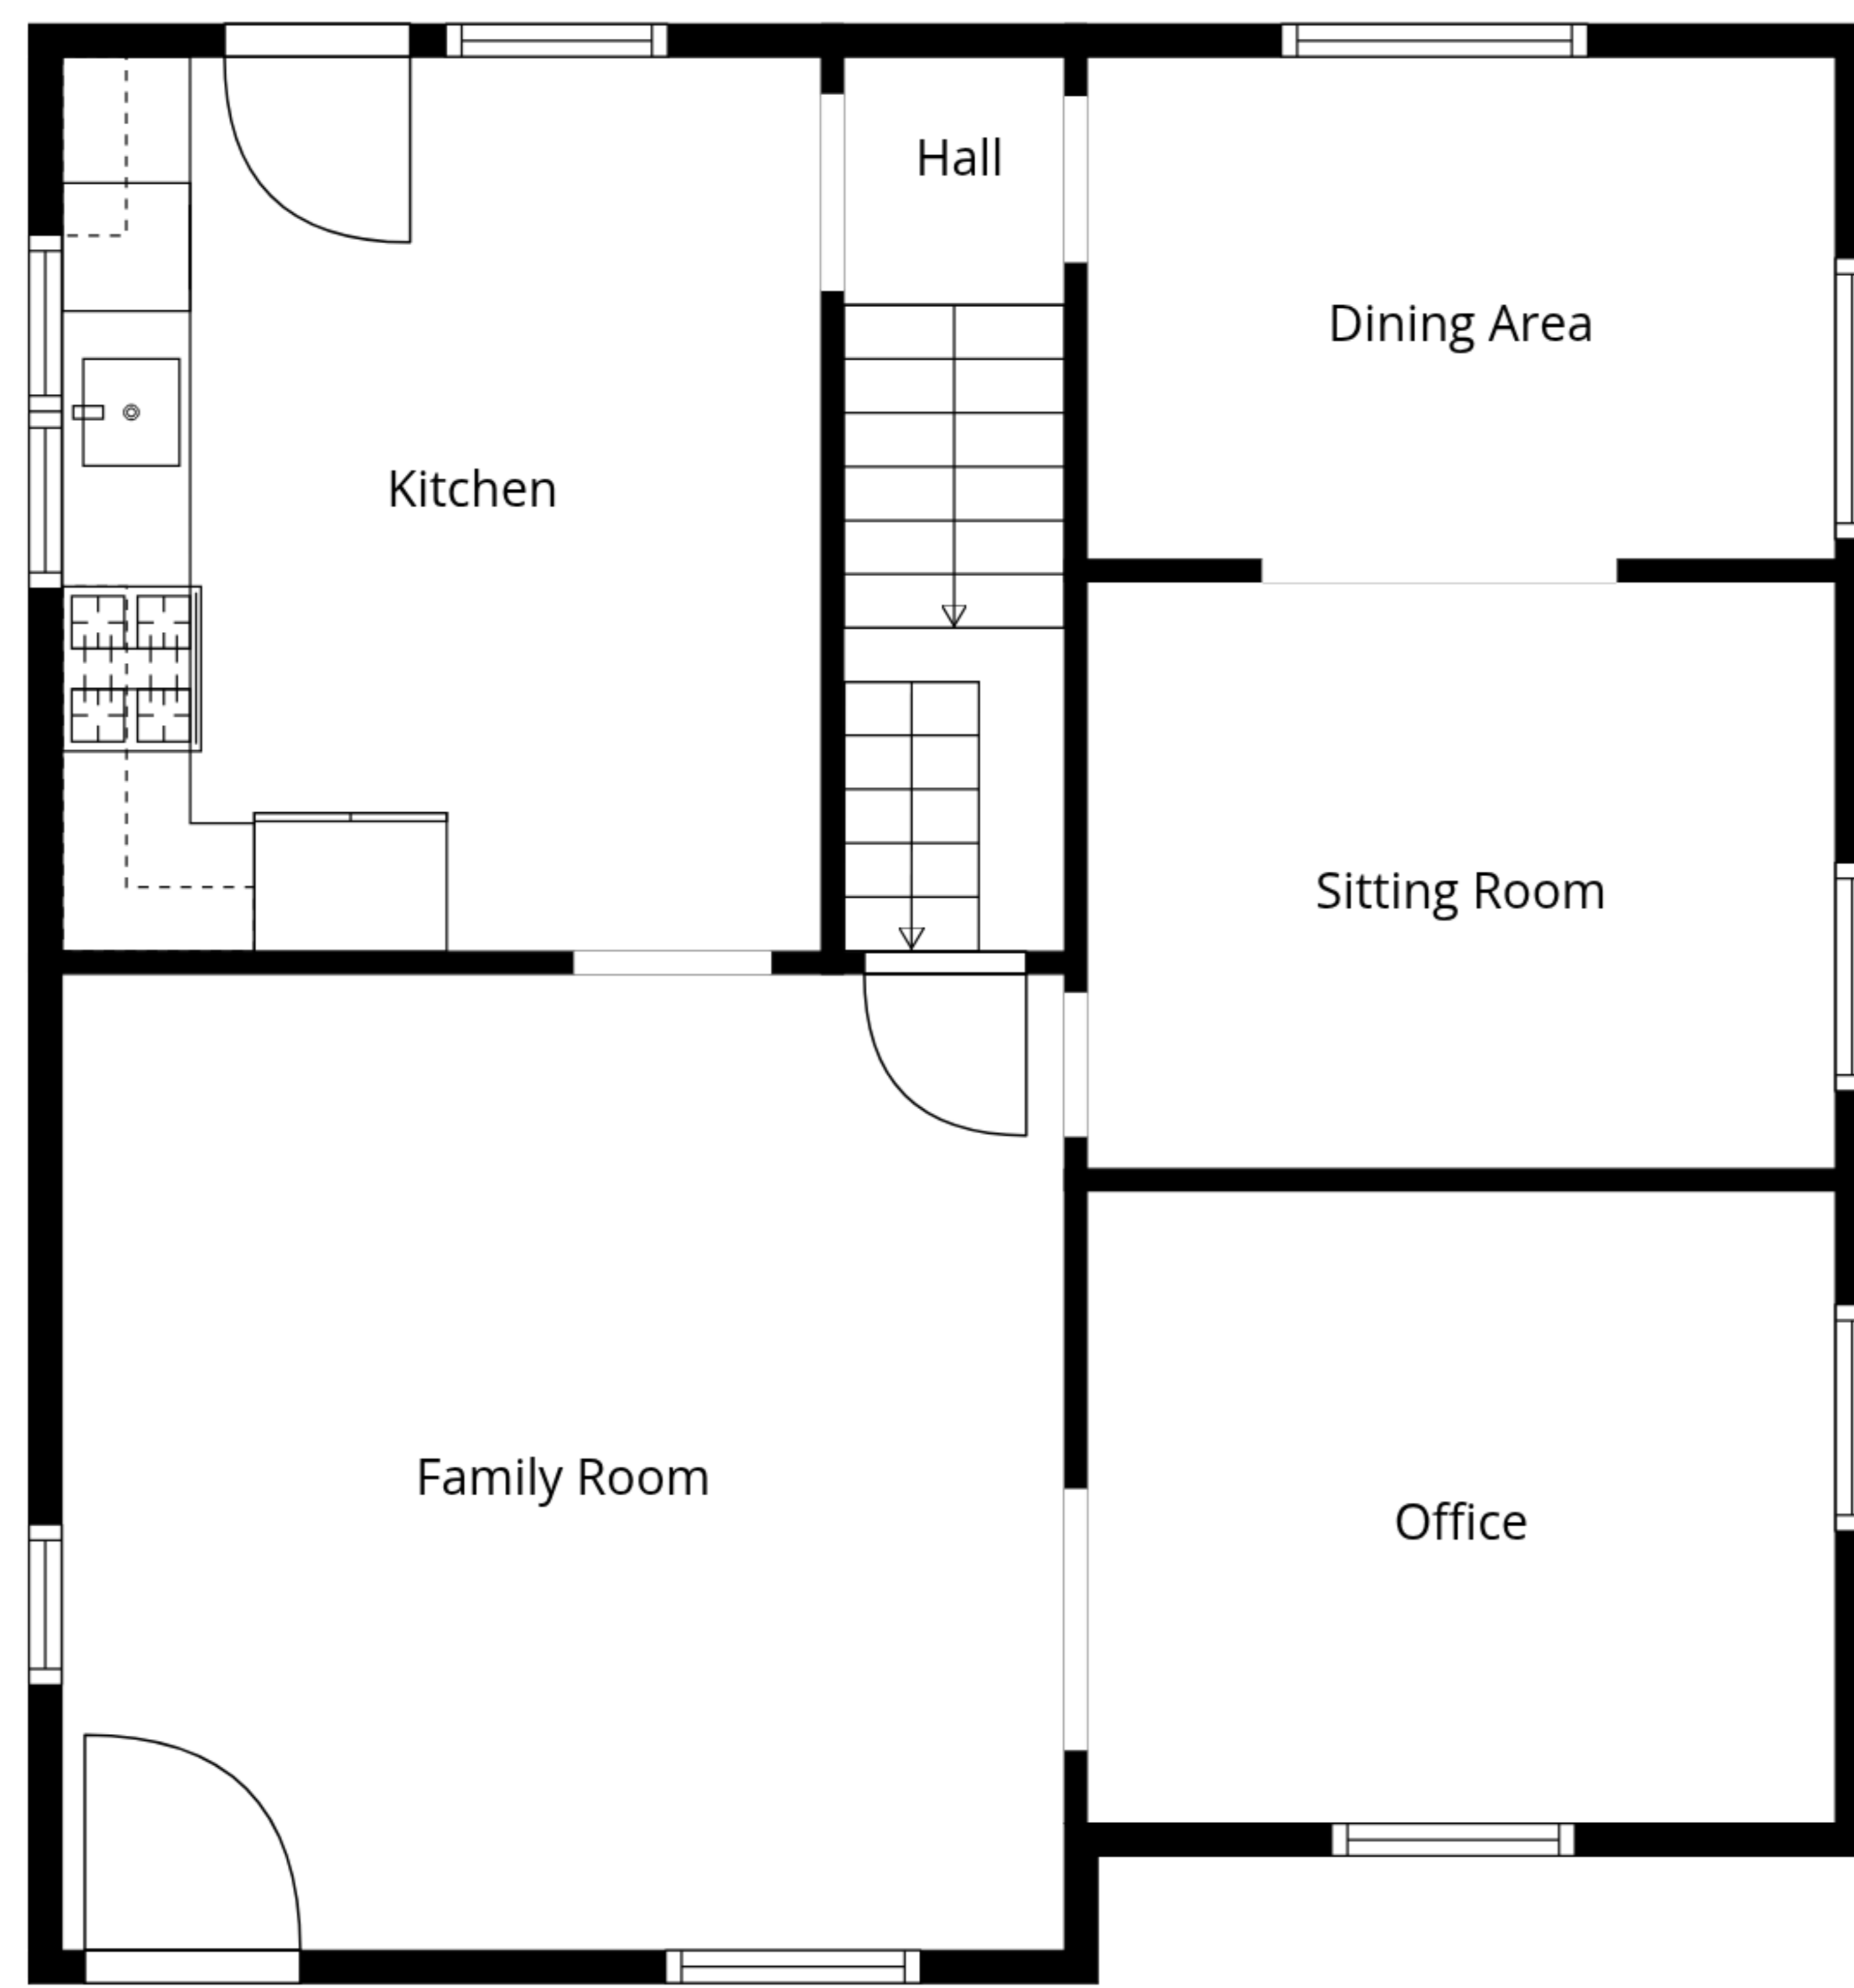 Hall
Dining Area
Kitchen
Sitting Room
Family Room
Office